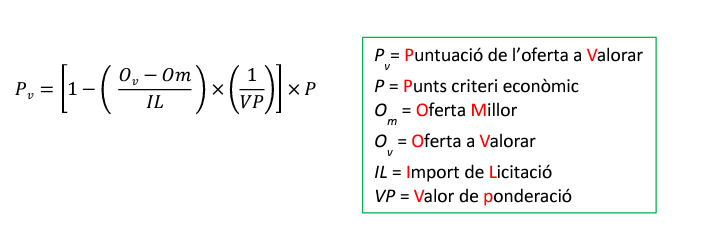 P_v = [1 − ( (O_v − Om) / IL ) × ( 1 / VP )] × P
P_v = Puntuació de l’oferta a Valorar
P = Punts criteri econòmic
O_m = Oferta Millor
O_v = Oferta a Valorar
IL = Import de Licitació
VP = Valor de ponderació